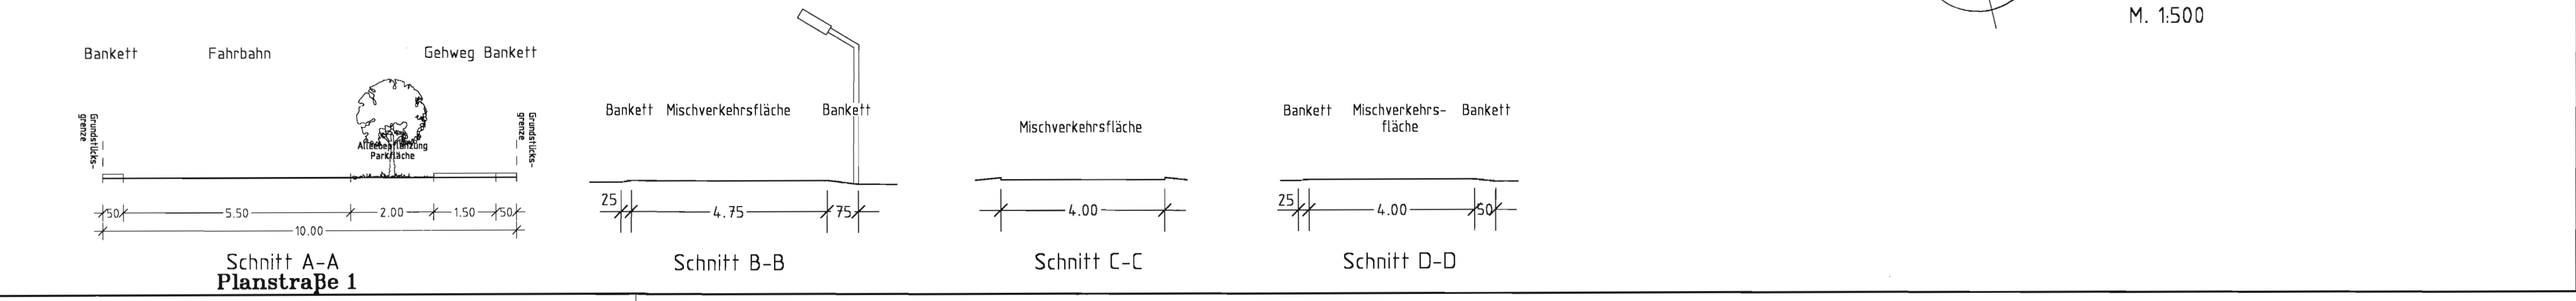 M. 1:500
Bankett Fahrbahn Gehweg Bankett
Grundstücks-
grenze
Alleebepflanzung
Parkfläche
Grundstücks-
grenze
50 5.50 2.00 1.50 50
10.00
Schnitt A-A
Planstraße 1
Bankett Mischverkehrsfläche Bankett
25 4.75 75
Schnitt B-B
Mischverkehrsfläche
4.00
Schnitt C-C
Bankett Mischverkehrs- Bankett
fläche
25 4.00 50
Schnitt D-D